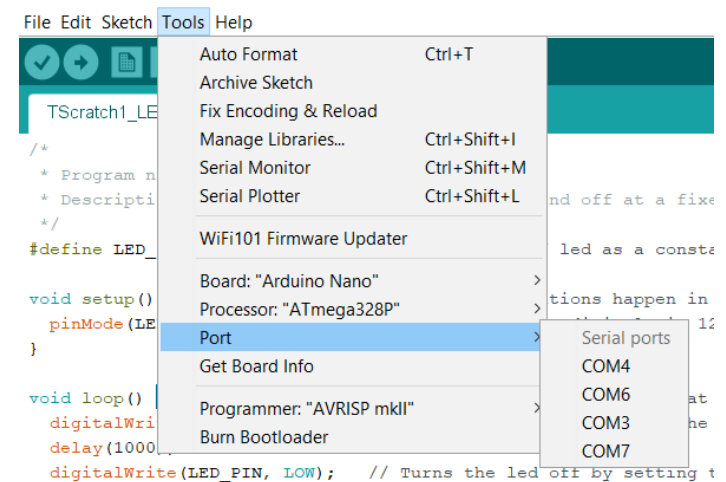 File Edit Sketch Tools Help
Auto Format Ctrl+T
Archive Sketch
Fix Encoding & Reload
Manage Libraries... Ctrl+Shift+I
Serial Monitor Ctrl+Shift+M
Serial Plotter Ctrl+Shift+L
WiFi101 Firmware Updater
Board: "Arduino Nano"
Processor: "ATmega328P"
Port
Get Board Info
Programmer: "AVRISP mkII"
Burn Bootloader
Serial ports
COM4
COM6
COM3
COM7
TScratch1_LE
/*
* Program n
* Descripti nd off at a fixe
*/
#define LED_ led as a consta
void setup() tions happen in
pinMode(LE 12
}
void loop() at
digitalWri he
delay(1000
digitalWrite(LED_PIN, LOW); // Turns the led off by setting t